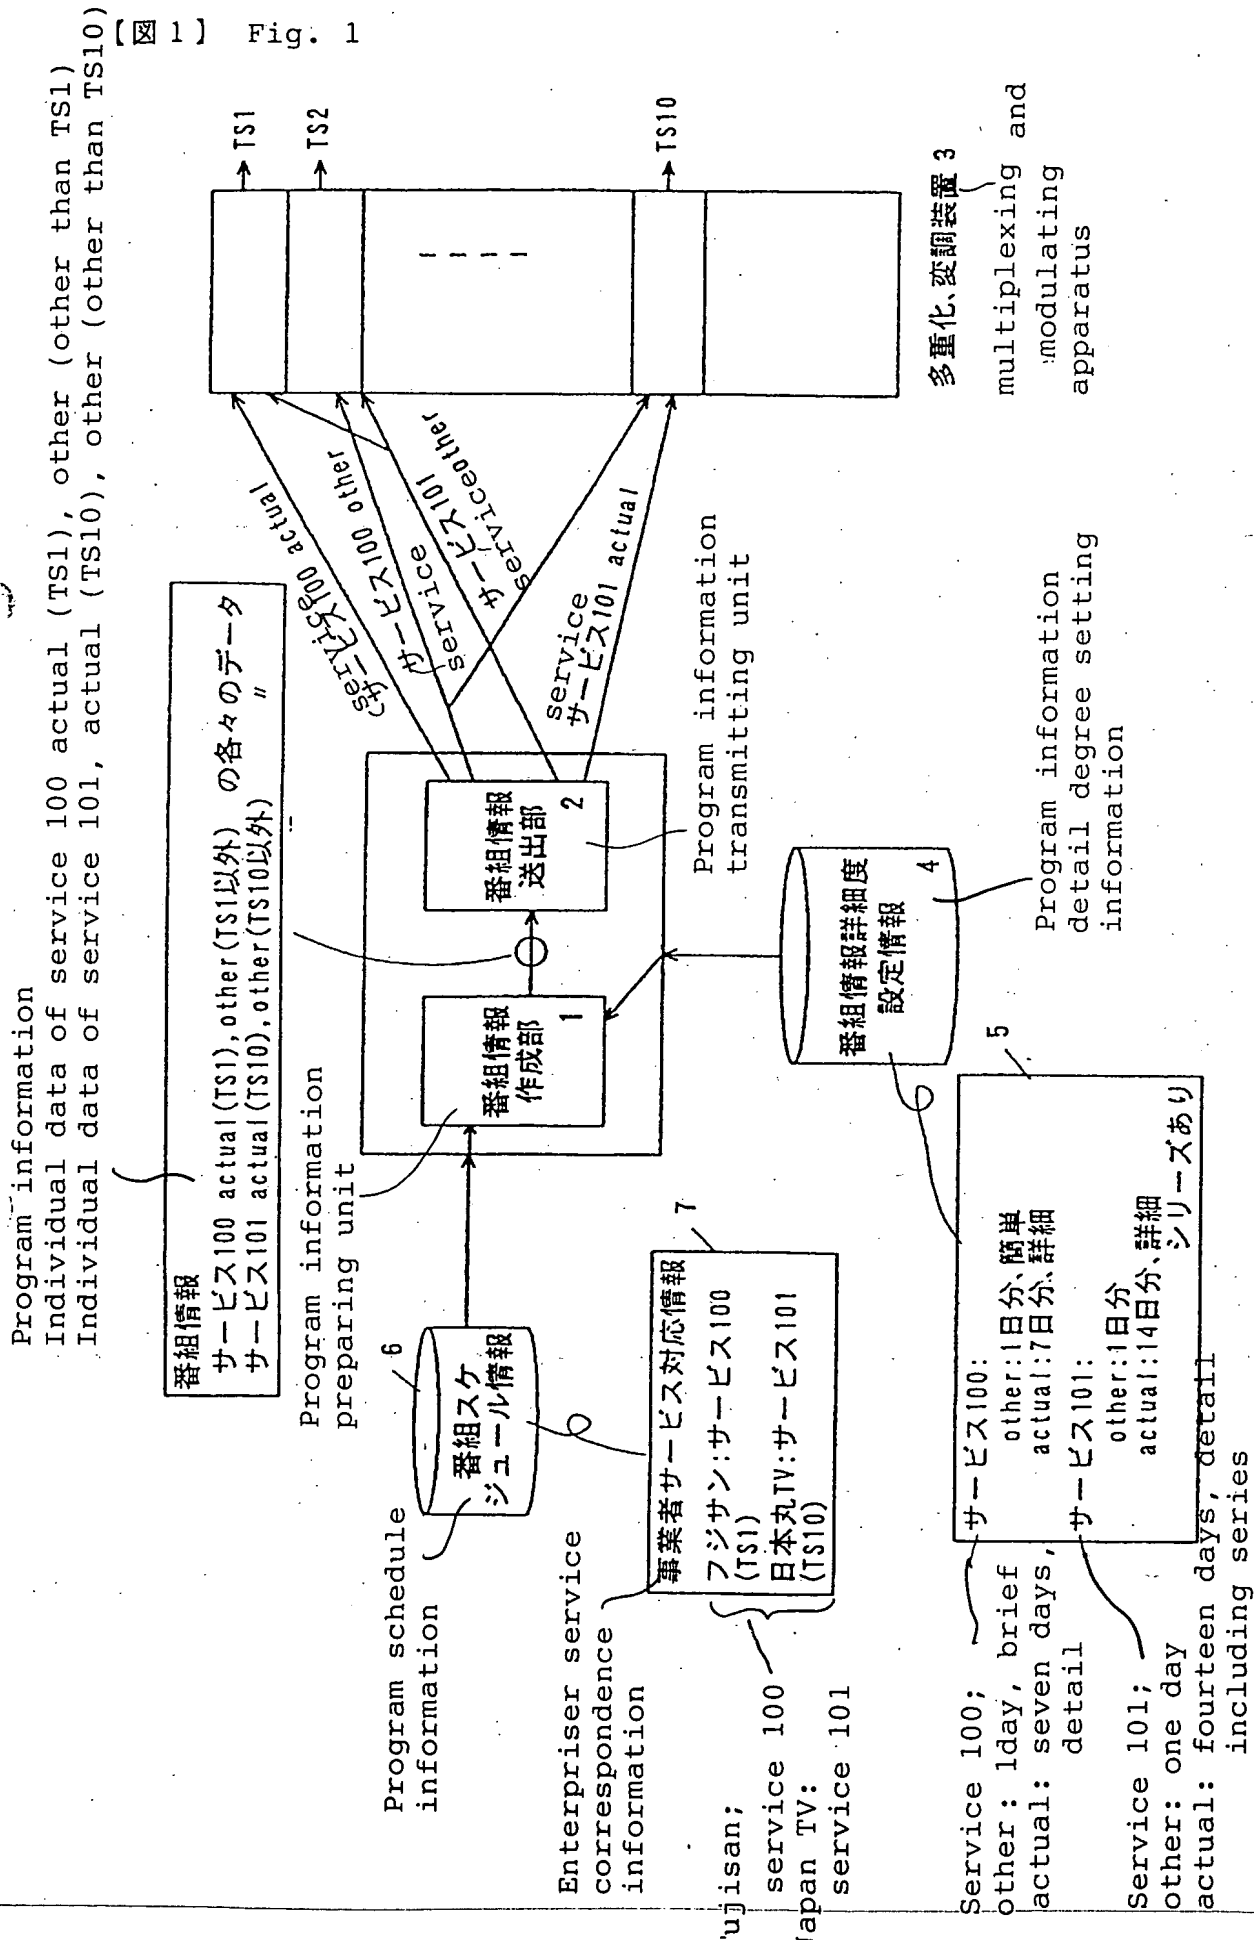 【図1】 Fig. 1
Program information
Individual data of service 100 actual (TS1), other (other than TS1)
Individual data of service 101, actual (TS10), other (other than TS10)
番組情報
サービス100 actual(TS1),other(TS1以外) の各々のデータ
サービス101 actual(TS10),other(TS10以外) 〃
Program information
preparing unit
番組情報
作成部
1
番組情報
送出部
2
Program information
transmitting unit
service
サービス100 actual
サービス100 other
service
サービス101
other
service
service
サービス101 actual
TS1
TS2
TS10
多重化、変調装置 3
multiplexing and
modulating
apparatus
Program schedule
information
番組スケ
ジュール情報
6
Enterpriser service
correspondence
information
7
事業者サービス対応情報
フジサン:サービス100
(TS1)
日本丸TV:サービス101
(TS10)
ujisan;
service 100
apan TV:
service 101
番組情報詳細度
設定情報
4
Program information
detail degree setting
information
5
サービス100:
other:1日分、簡単
actual:7日分、詳細
サービス101:
other:1日分
actual:14日分、詳細
シリーズあり
Service 100;
other: 1day, brief
actual: seven days,
detail
Service 101;
other: one day
actual: fourteen days, detail
including series